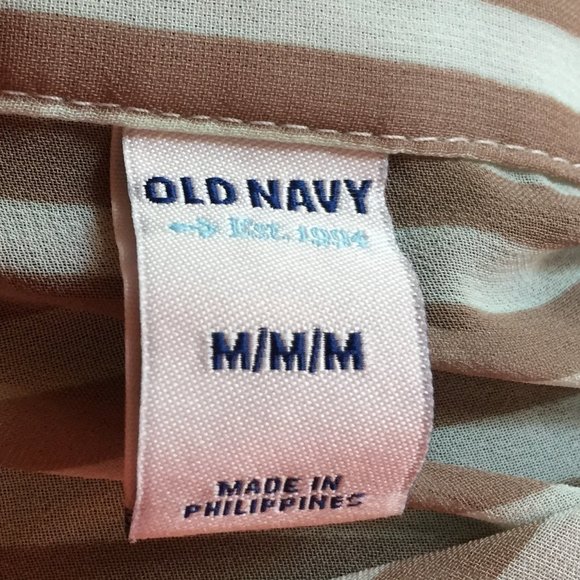 OLD NAVY
Est. 1994
M/M/M
MADE IN
PHILIPPINES